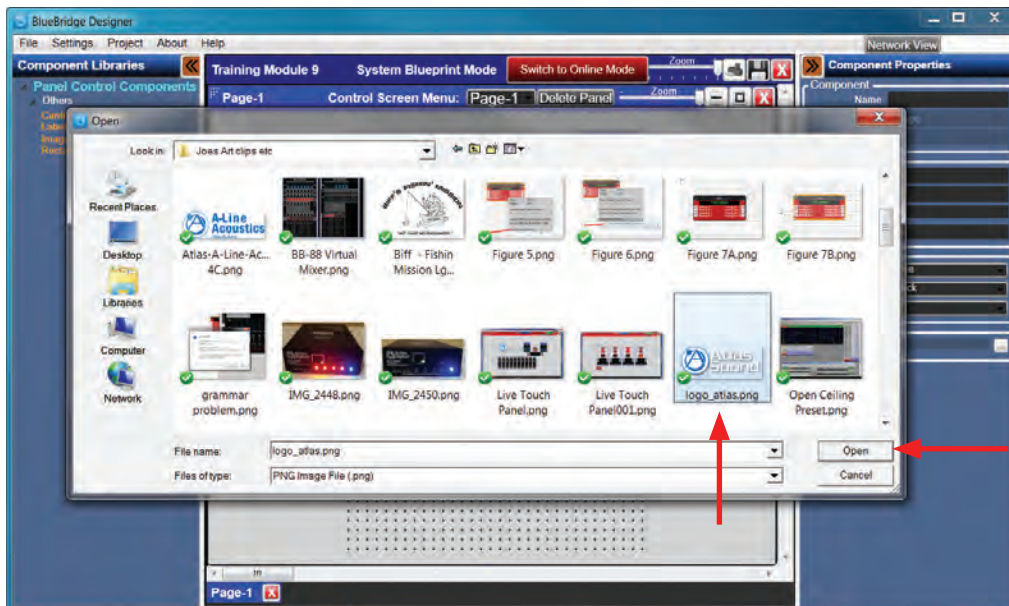 BlueBridge Designer
File Settings Project About Help
Network View
Component Libraries
Training Module 9 System Blueprint Mode Switch to Online Mode Zoom
Component Properties
Panel Control Components
Others
Page-1 Control Screen Menu: Page-1 Delete Panel Zoom
Component
Name
Open
Look in: Joes Art clips etc
Recent Places
Desktop
Libraries
Computer
Network
A-Line
Acoustics
Atlas-A-Line-Ac...
4C.png
BB-88 Virtual
Mixer.png
Biff - Fishin
Mission Lg...
Figure 5.png
Figure 6.png
Figure 7A.png
Figure 7B.png
grammar
problem.png
IMG_2448.png
IMG_2450.png
Live Touch
Panel.png
Live Touch
Panel001.png
Atlas
Sound
logo_atlas.png
Open Ceiling
Preset.png
File name: logo_atlas.png
Open
Files of type: PNG Image File (.png)
Cancel
Page-1